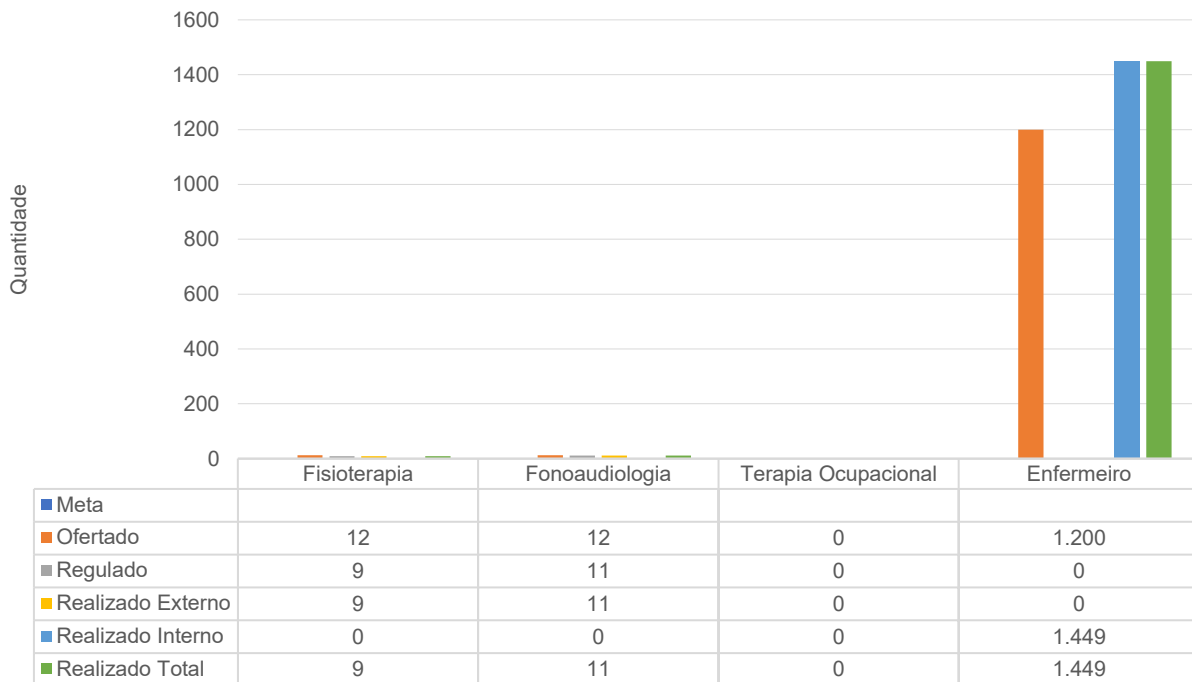 1600
1400
1200
1000
800
600
400
200
0
Quantidade
Fisioterapia Fonoaudiologia Terapia Ocupacional Enfermeiro
Meta
Ofertado 12 12 0 1.200
Regulado 9 11 0 0
Realizado Externo 9 11 0 0
Realizado Interno 0 0 0 1.449
Realizado Total 9 11 0 1.449